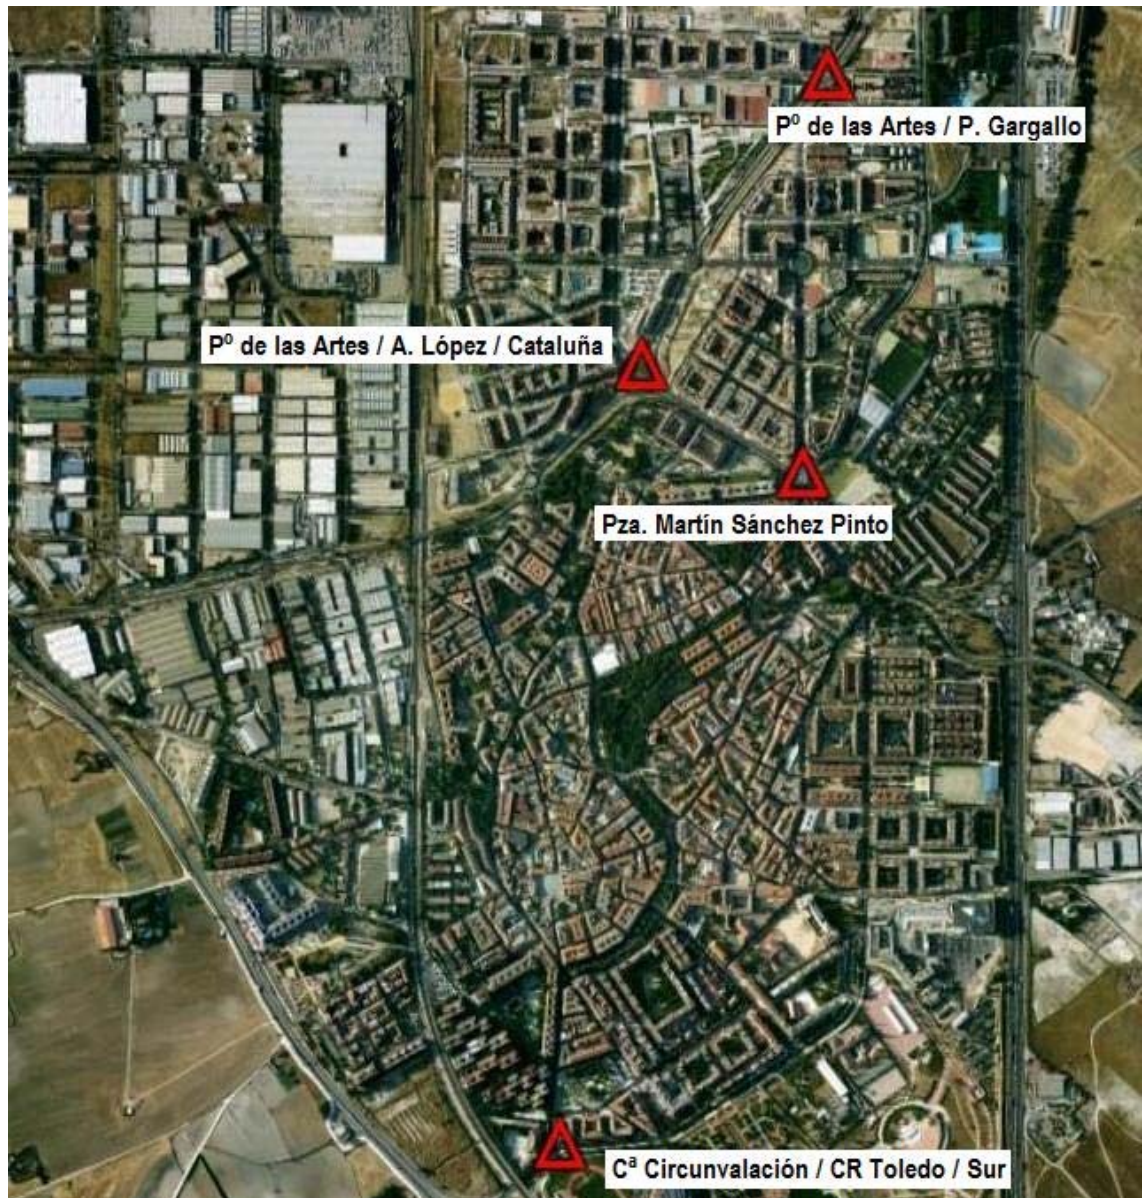 Pº de las Artes / P. Gargallo
Pº de las Artes / A. López / Cataluña
Pza. Martín Sánchez Pinto
Cª Circunvalación / CR Toledo / Sur